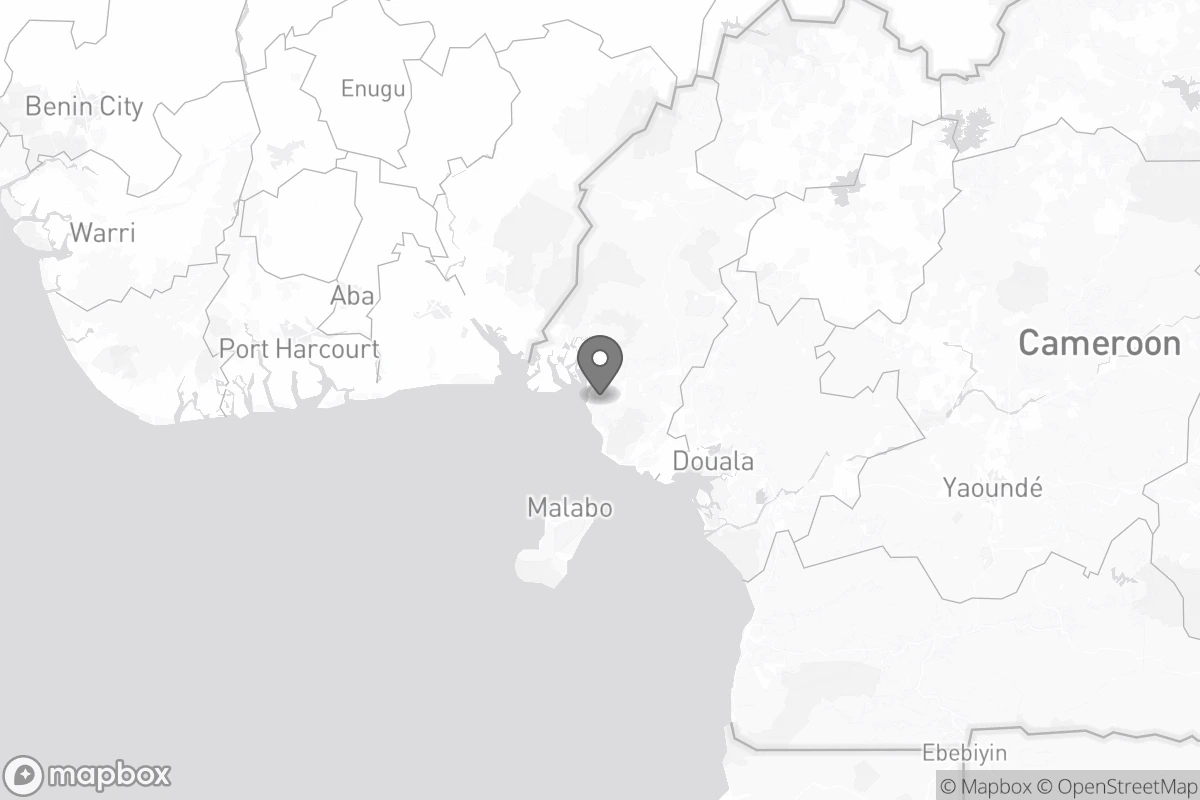 Enugu
Benin City
Warri
Aba
Port Harcourt
Cameroon
Douala
Yaoundé
Malabo
Ebebiyin
mapbox
© Mapbox © OpenStreetMap